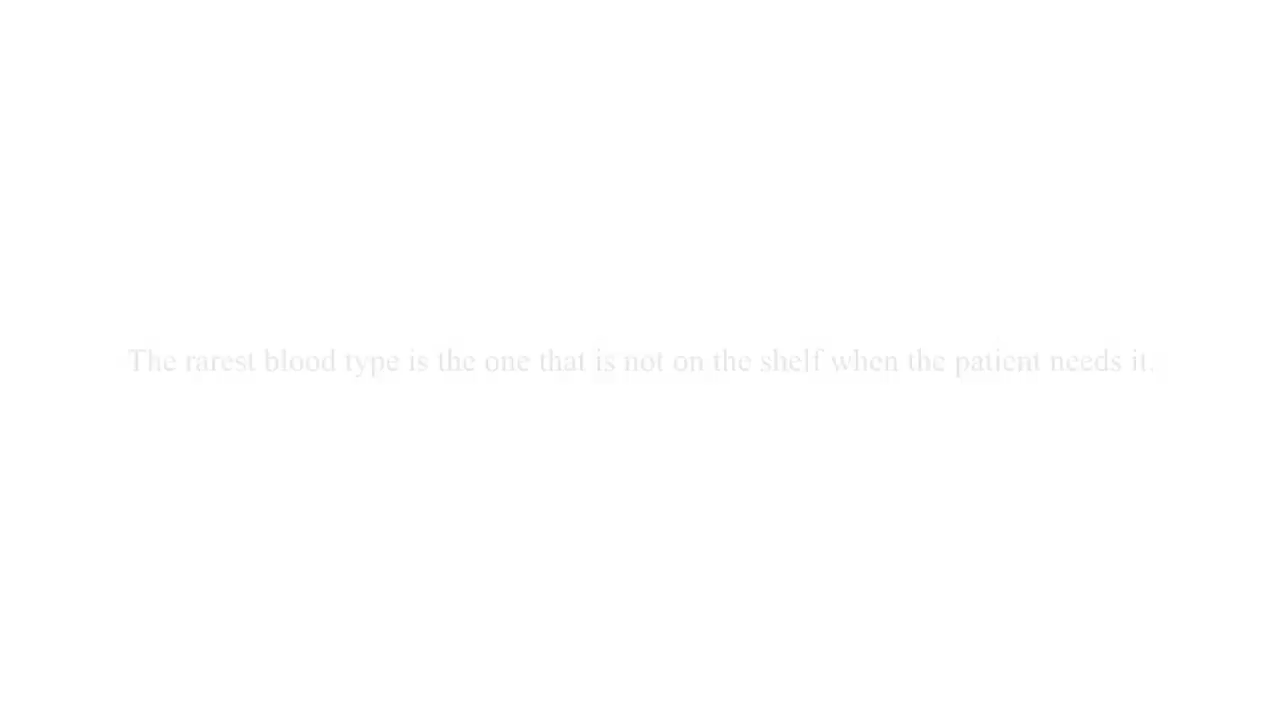 The rarest blood type is the one that is not on the shelf when the patient needs it.